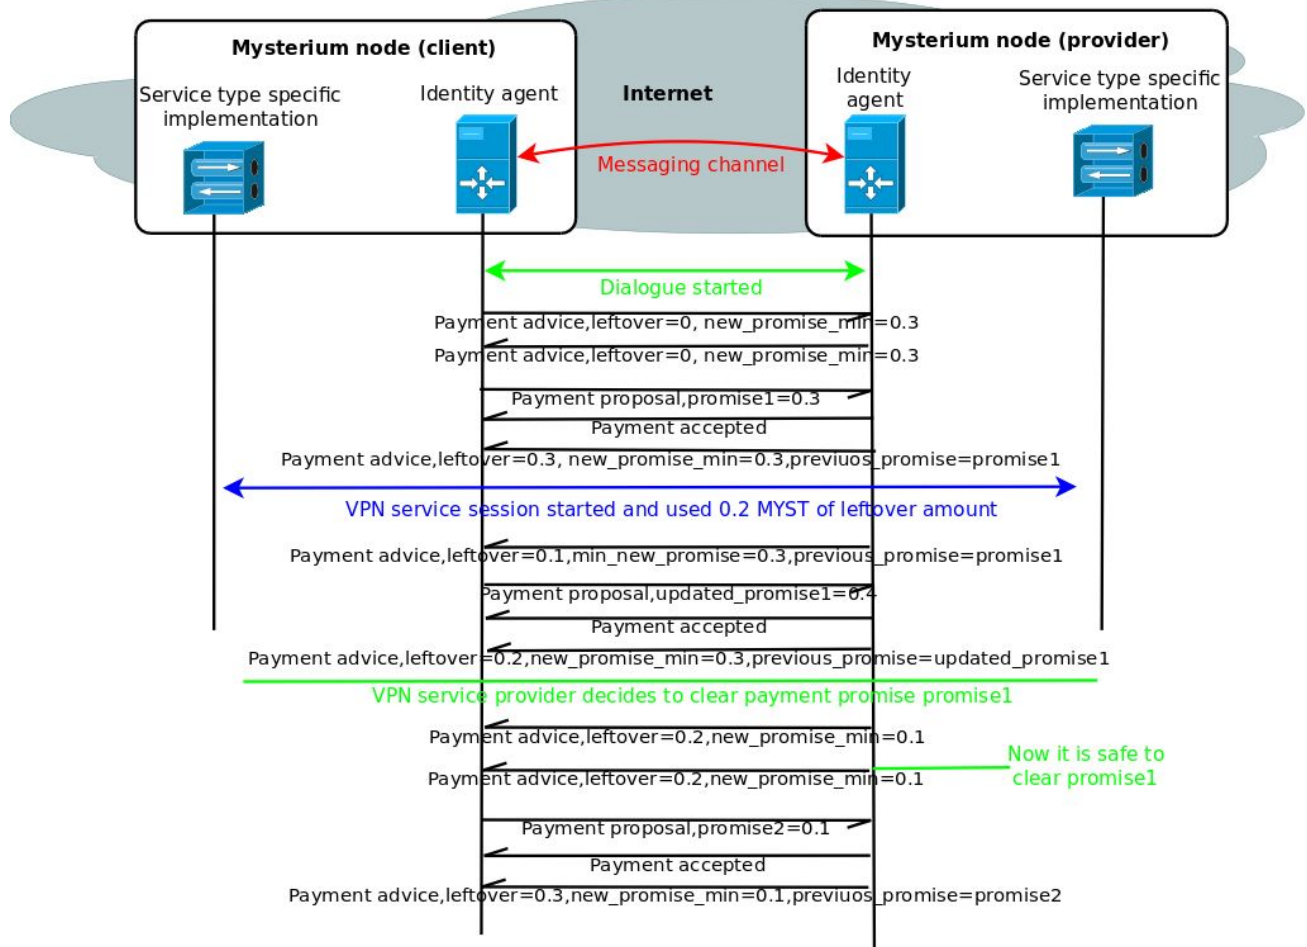 Mysterium node (client)
Mysterium node (provider)
Service type specific
implementation
Identity agent
Internet
Identity
agent
Service type specific
implementation
Messaging channel
Dialogue started
Payment advice,leftover=0, new_promise_min=0.3
Payment advice,leftover=0, new_promise_min=0.3
Payment proposal,promise1=0.3
Payment accepted
Payment advice,leftover=0.3, new_promise_min=0.3,previuos_promise=promise1
VPN service session started and used 0.2 MYST of leftover amount
Payment advice,leftover=0.1,min_new_promise=0.3,previous_promise=promise1
Payment proposal,updated_promise1=0.4
Payment accepted
Payment advice,leftover=0.2,new_promise_min=0.3,previous_promise=updated_promise1
VPN service provider decides to clear payment promise promise1
Payment advice,leftover=0.2,new_promise_min=0.1
Now it is safe to
clear promise1
Payment advice,leftover=0.2,new_promise_min=0.1
Payment proposal,promise2=0.1
Payment accepted
Payment advice,leftover=0.3,new_promise_min=0.1,previuos_promise=promise2